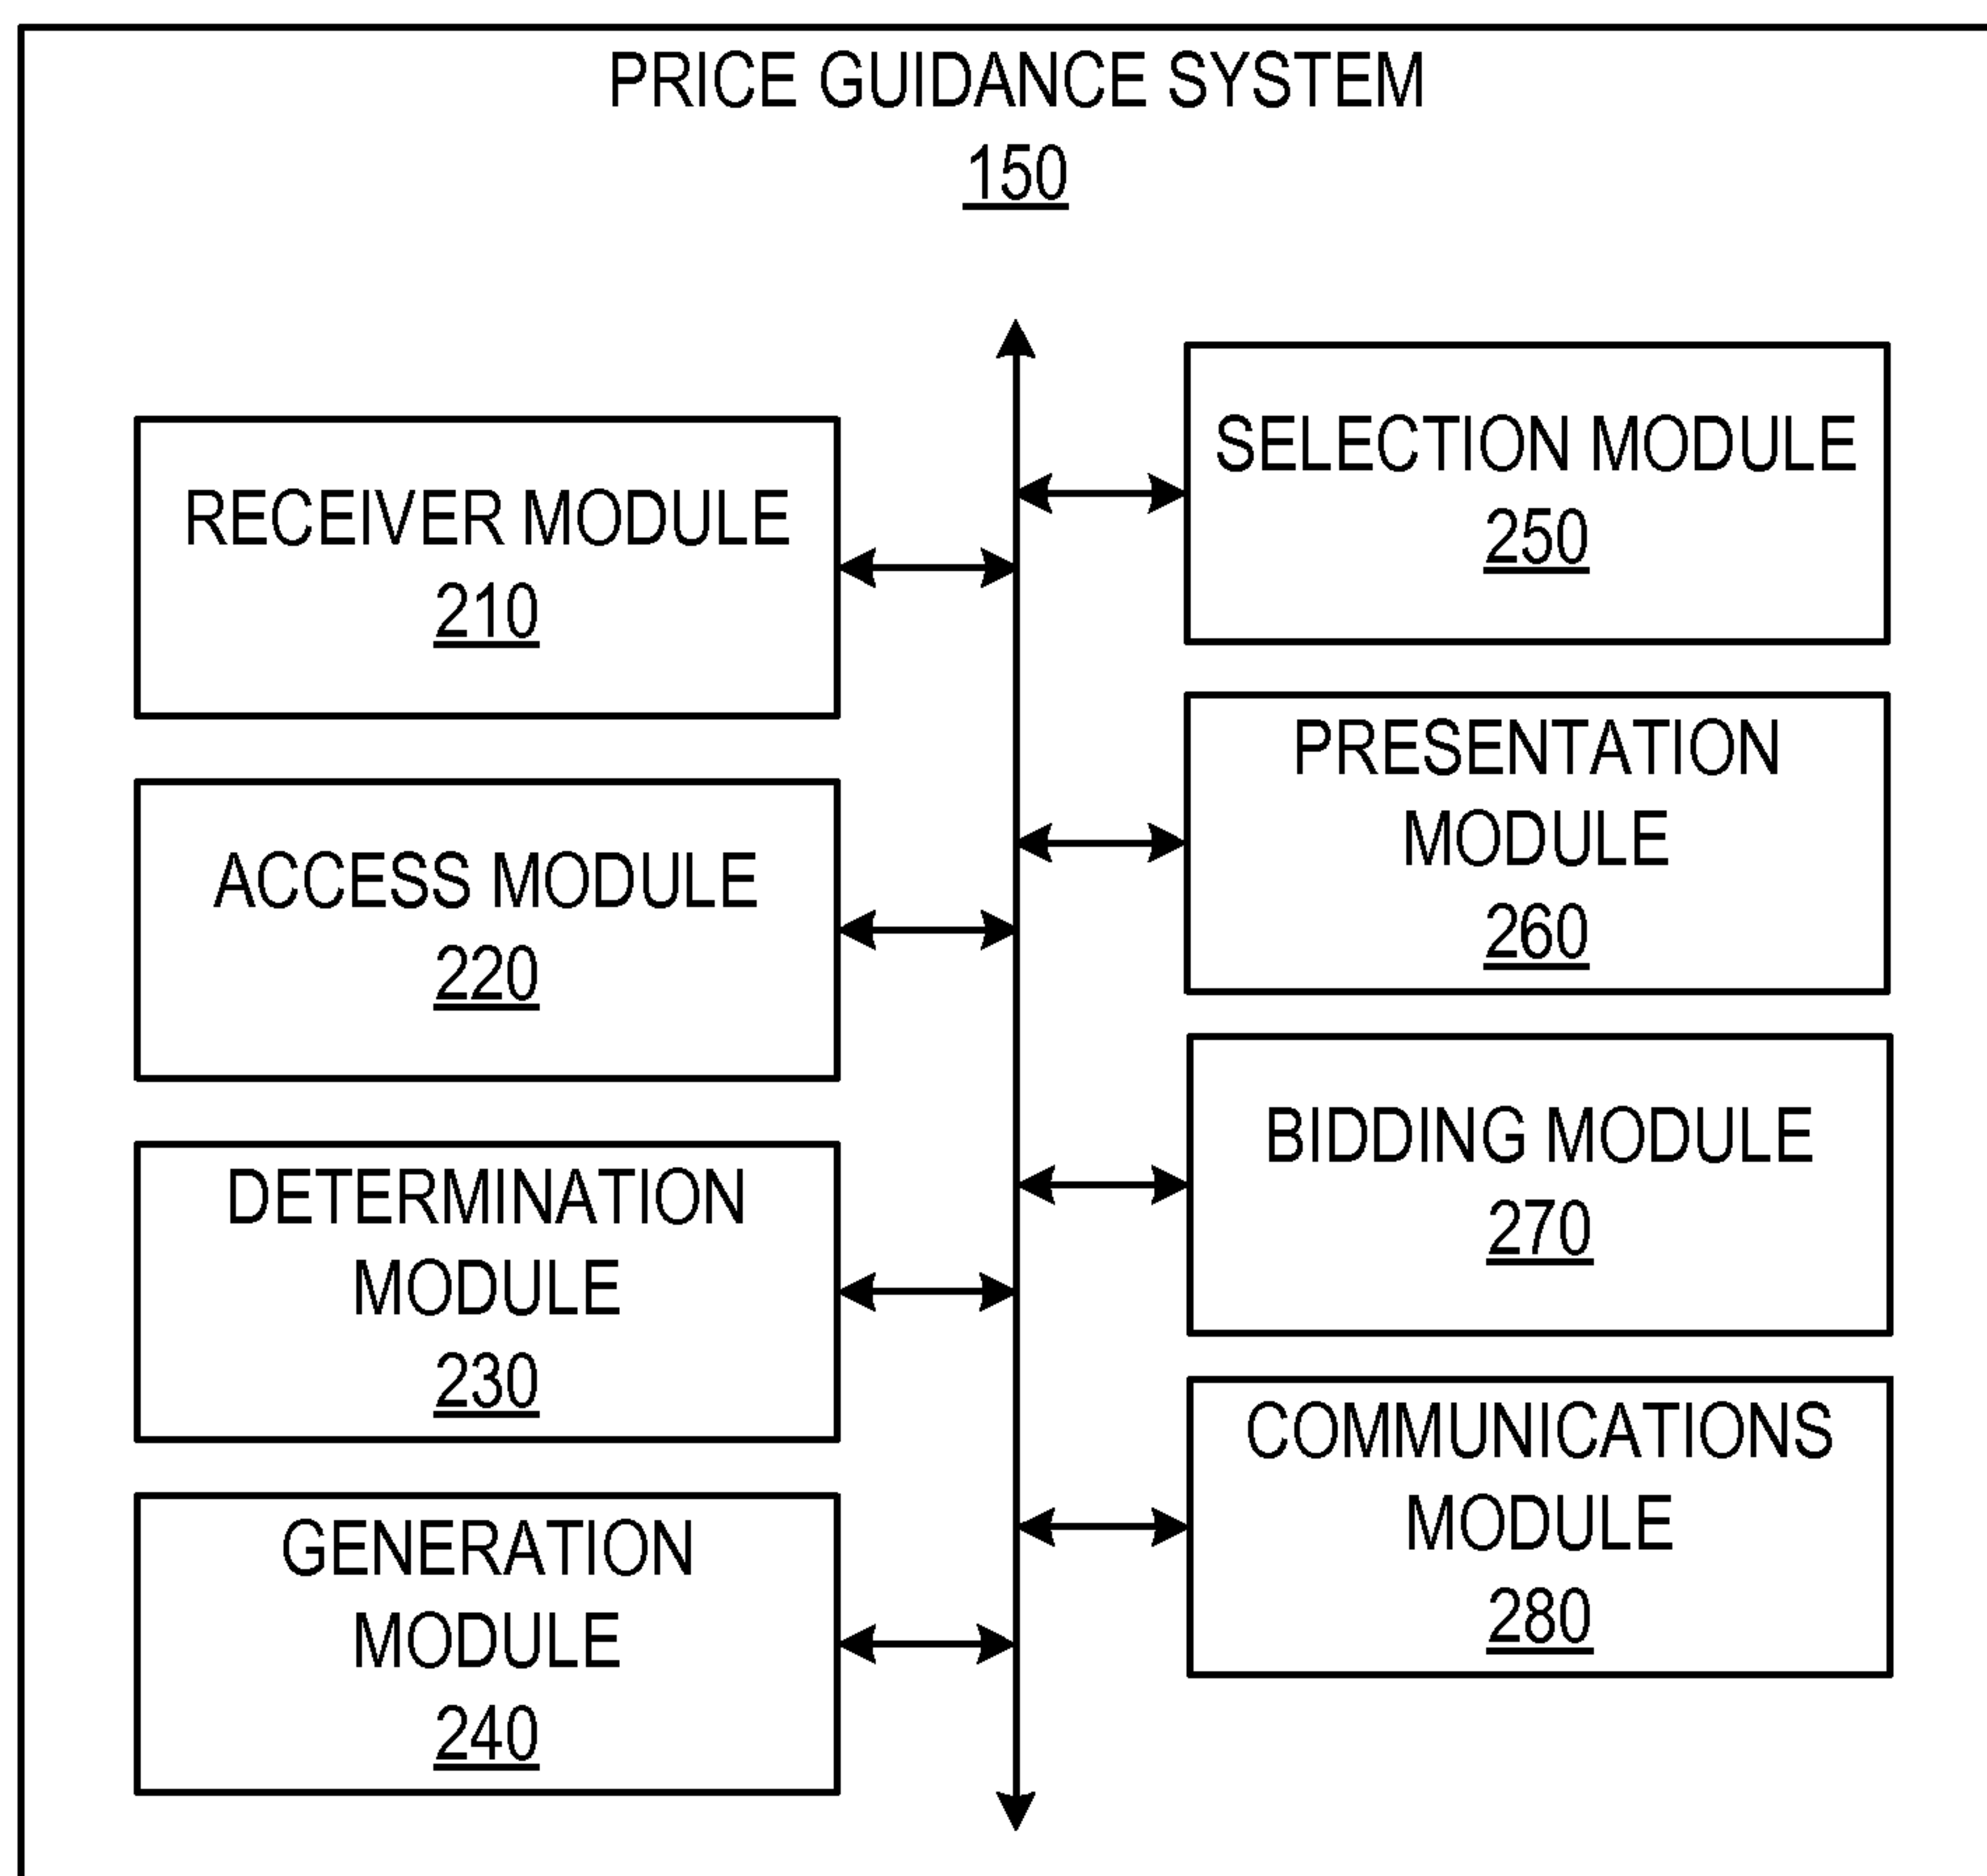 PRICE GUIDANCE SYSTEM
150
RECEIVER MODULE
210
ACCESS MODULE
220
DETERMINATION
MODULE
230
GENERATION
MODULE
240
SELECTION MODULE
250
PRESENTATION
MODULE
260
BIDDING MODULE
270
COMMUNICATIONS
MODULE
280